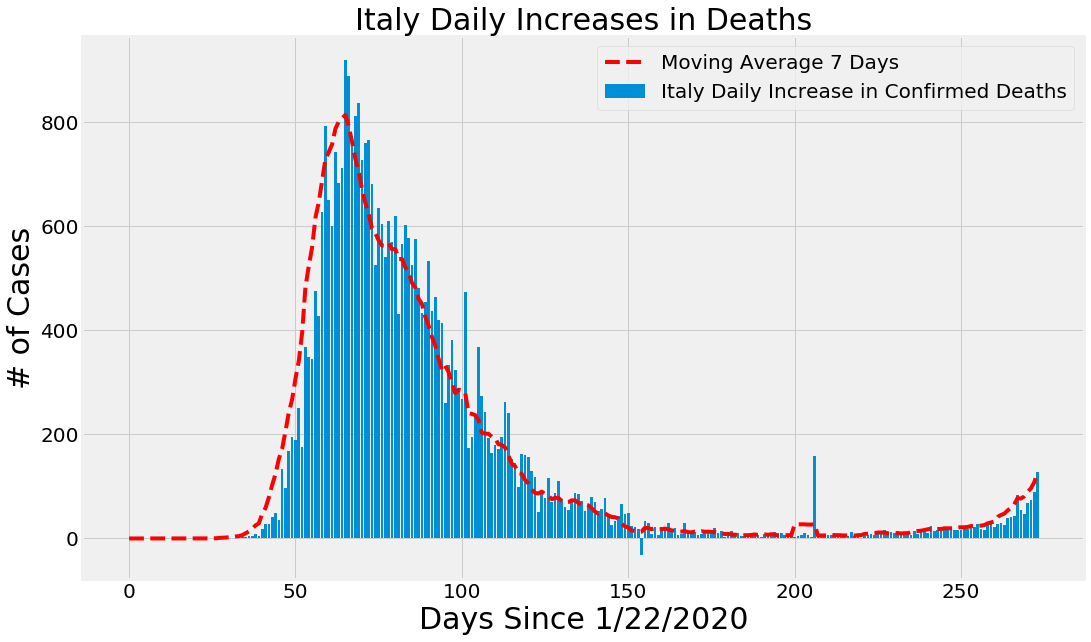 Italy Daily Increases in Deaths
Moving Average 7 Days
Italy Daily Increase in Confirmed Deaths
# of Cases
800
600
400
200
0
0 50 100 150 200 250
Days Since 1/22/2020